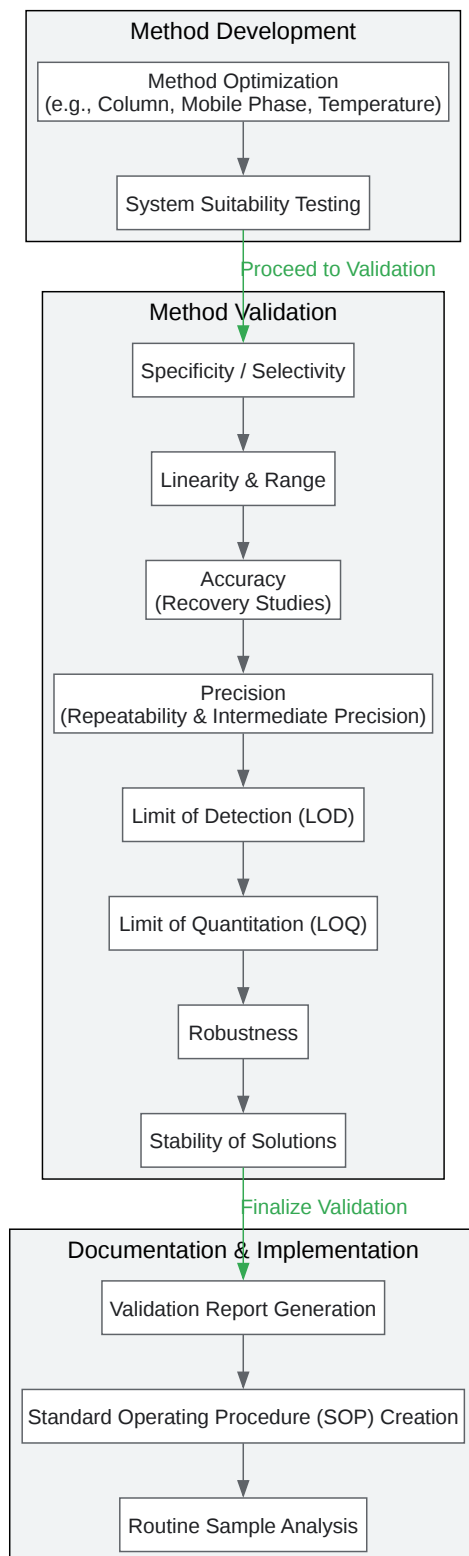 Method Development
Method Optimization
(e.g., Column, Mobile Phase, Temperature)
System Suitability Testing
Proceed to Validation
Method Validation
Specificity / Selectivity
Linearity & Range
Accuracy
(Recovery Studies)
Precision
(Repeatability & Intermediate Precision)
Limit of Detection (LOD)
Limit of Quantitation (LOQ)
Robustness
Stability of Solutions
Finalize Validation
Documentation & Implementation
Validation Report Generation
Standard Operating Procedure (SOP) Creation
Routine Sample Analysis